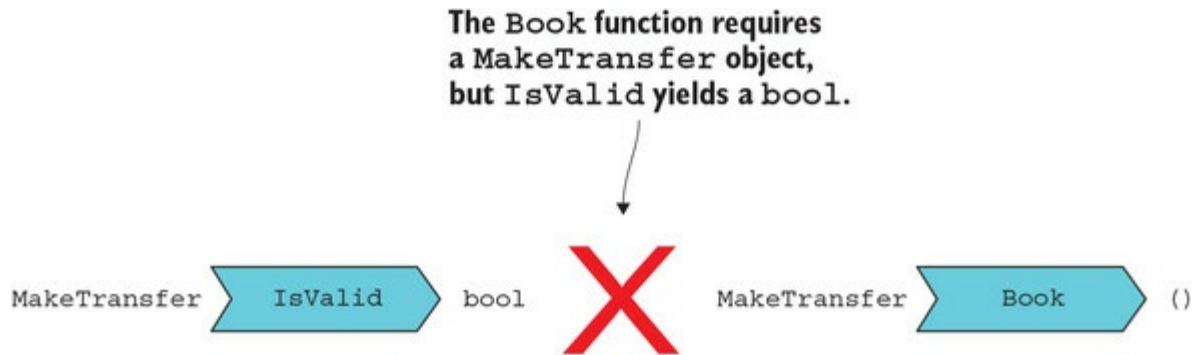 The Book function requires
a MakeTransfer object,
but IsValid yields a bool.
MakeTransfer IsValid bool MakeTransfer Book ()